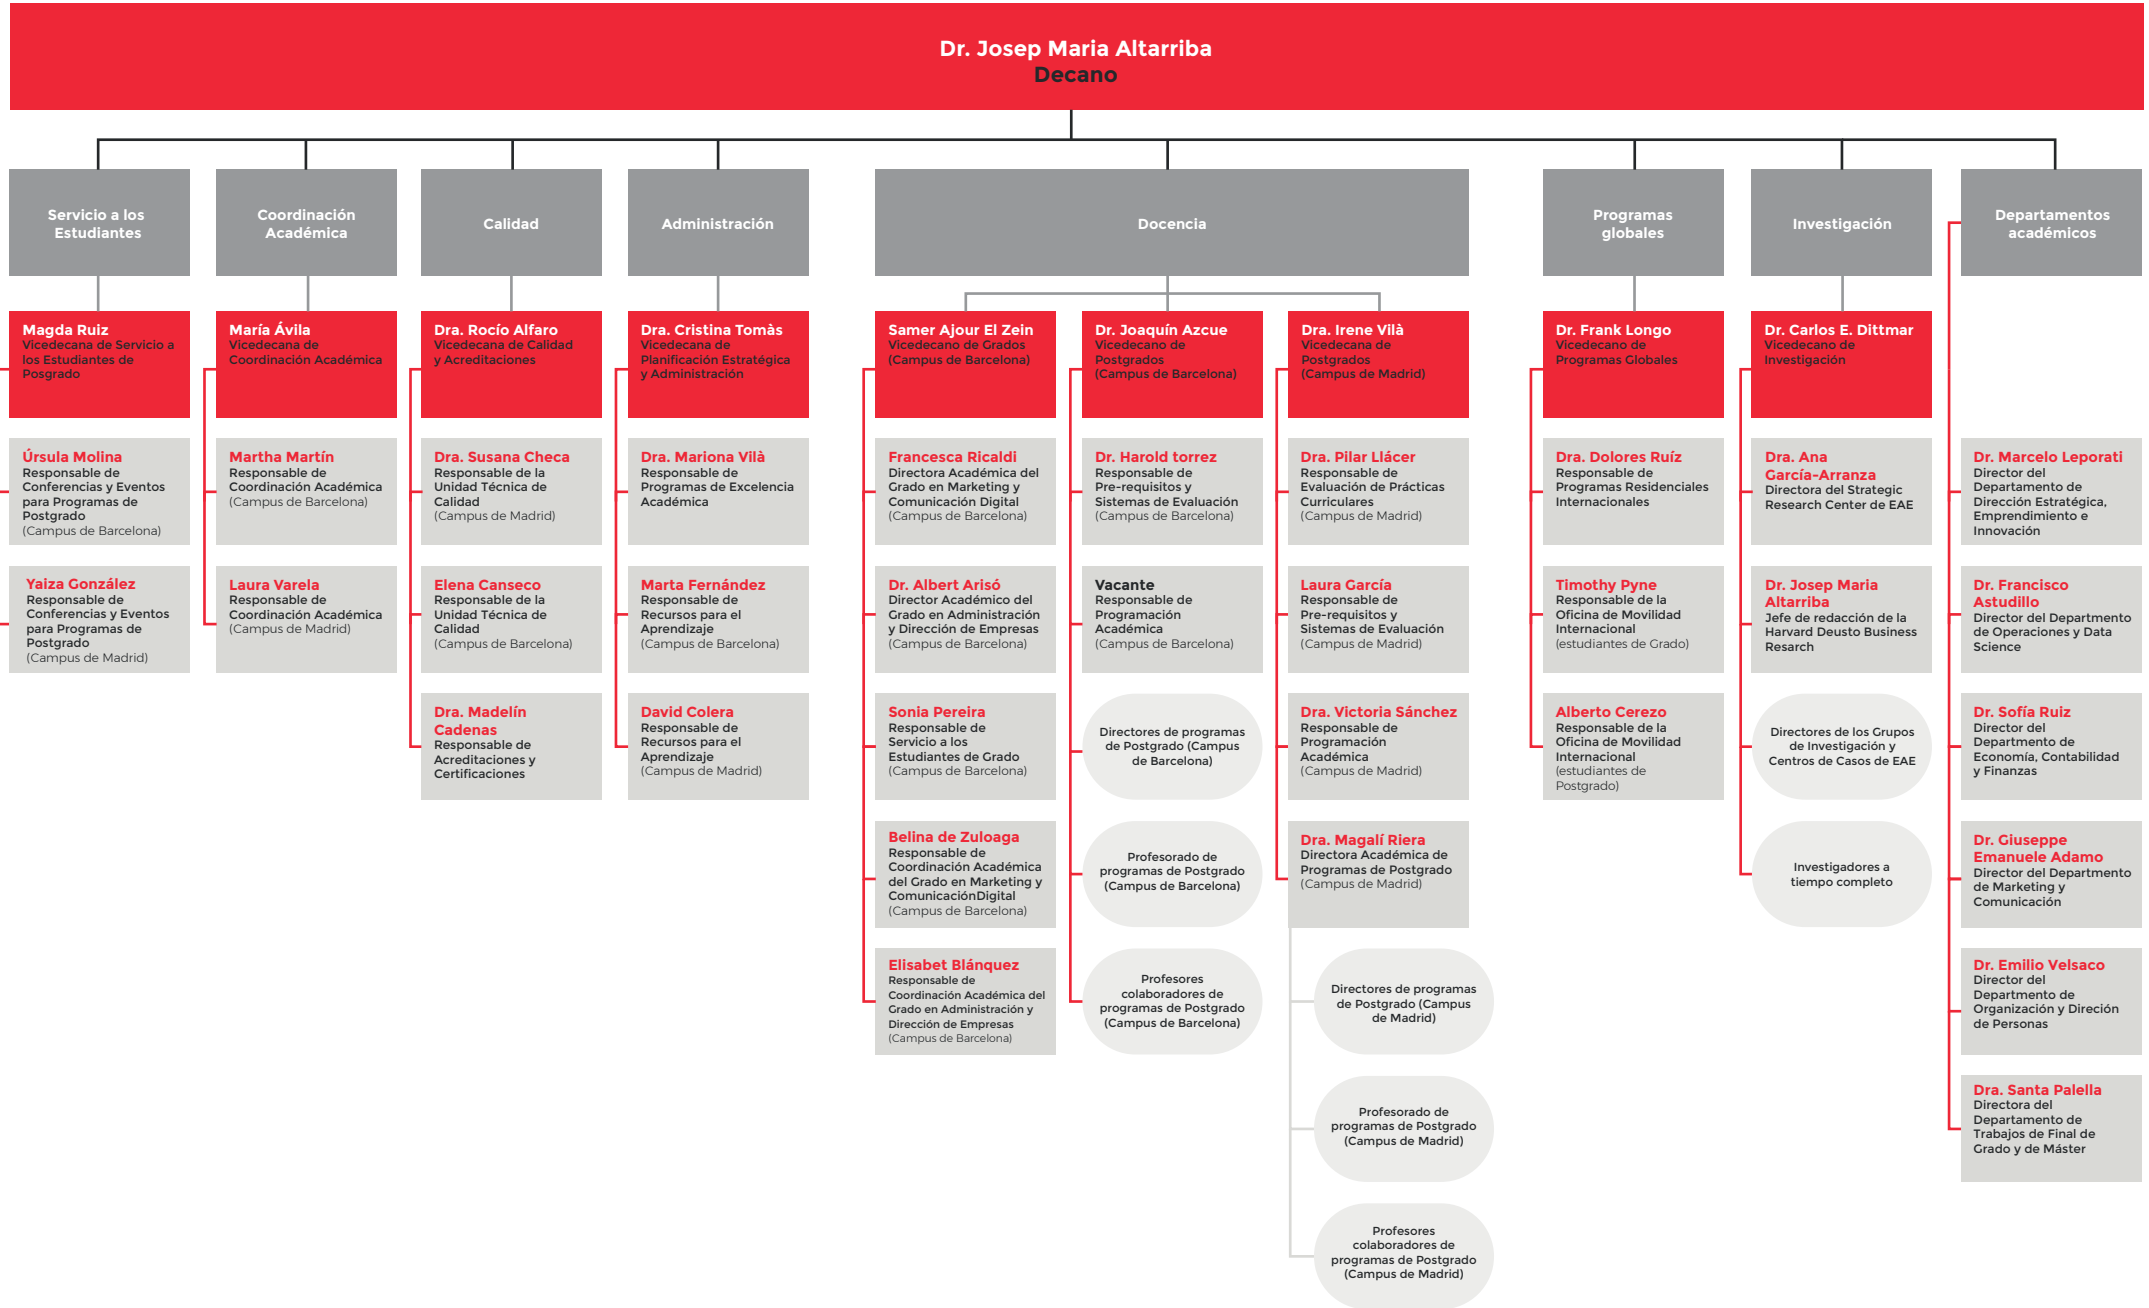 Dr. Josep Maria Altarriba
Decano
Servicio a los
Estudiantes
Coordinación
Académica
Calidad
Administración
Docencia
Programas
globales
Investigación
Departamentos
académicos
Magda Ruiz
Vicedecana de Servicio a
los Estudiantes de
Posgrado
María Ávila
Vicedecana de
Coordinación Académica
Dra. Rocío Alfaro
Vicedecana de Calidad
y Acreditaciones
Dra. Cristina Tomàs
Vicedecana de
Planificación Estratégica
y Administración
Samer Ajour El Zein
Vicedecano de Grados
(Campus de Barcelona)
Dr. Joaquín Azcue
Vicedecano de
Postgrados
(Campus de Barcelona)
Dra. Irene Vilà
Vicedecana de
Postgrados
(Campus de Madrid)
Dr. Frank Longo
Vicedecano de
Programas Globales
Dr. Carlos E. Dittmar
Vicedecano de
Investigación
Úrsula Molina
Responsable de
Conferencias y Eventos
para Programas de
Postgrado
(Campus de Barcelona)
Martha Martín
Responsable de
Coordinación Académica
(Campus de Barcelona)
Dra. Susana Checa
Responsable de la
Unidad Técnica de
Calidad
(Campus de Madrid)
Dra. Mariona Vilà
Responsable de
Programas de Excelencia
Académica
Francesca Ricaldi
Directora Académica del
Grado en Marketing y
Comunicación Digital
(Campus de Barcelona)
Dr. Harold torrez
Responsable de
Pre-requisitos y
Sistemas de Evaluación
(Campus de Barcelona)
Dra. Pilar Llácer
Responsable de
Evaluación de Prácticas
Curriculares
(Campus de Madrid)
Dra. Dolores Ruíz
Responsable de
Programas Residenciales
Internacionales
Dra. Ana
García-Arranza
Directora del Strategic
Research Center de EAE
Dr. Marcelo Leporati
Director del
Departamento de
Dirección Estratégica,
Emprendimiento e
Innovación
Yaiza González
Responsable de
Conferencias y Eventos
para Programas de
Postgrado
(Campus de Madrid)
Laura Varela
Responsable de
Coordinación Académica
(Campus de Madrid)
Elena Canseco
Responsable de la
Unidad Técnica de
Calidad
(Campus de Barcelona)
Marta Fernández
Responsable de
Recursos para el
Aprendizaje
(Campus de Barcelona)
Dr. Albert Arisó
Director Académico del
Grado en Administración
y Dirección de Empresas
(Campus de Barcelona)
Vacante
Responsable de
Programación
Académica
(Campus de Barcelona)
Laura García
Responsable de
Pre-requisitos y
Sistemas de Evaluación
(Campus de Madrid)
Timothy Pyne
Responsable de la
Oficina de Movilidad
Internacional
(estudiantes de Grado)
Dr. Josep Maria
Altarriba
Jefe de redacción de la
Harvard Deusto Business
Resarch
Dr. Francisco
Astudillo
Director del Departmento
de Operaciones y Data
Science
Dra. Madelín
Cadenas
Responsable de
Acreditaciones y
Certificaciones
David Colera
Responsable de
Recursos para el
Aprendizaje
(Campus de Madrid)
Sonia Pereira
Responsable de
Servicio a los
Estudiantes de Grado
(Campus de Barcelona)
Directores de programas
de Postgrado (Campus
de Barcelona)
Dra. Victoria Sánchez
Responsable de
Programación
Académica
(Campus de Madrid)
Alberto Cerezo
Responsable de la
Oficina de Movilidad
Internacional
(estudiantes de
Postgrado)
Directores de los Grupos
de Investigación y
Centros de Casos de EAE
Dr. Sofía Ruiz
Director del
Departmento de
Economía, Contabilidad
y Finanzas
Belina de Zuloaga
Responsable de
Coordinación Académica
del Grado en Marketing y
ComunicaciónDigital
(Campus de Barcelona)
Profesorado de
programas de Postgrado
(Campus de Barcelona)
Dra. Magalí Riera
Directora Académica de
Programas de Postgrado
(Campus de Madrid)
Investigadores a
tiempo completo
Dr. Giuseppe
Emanuele Adamo
Director del Departmento
de Marketing y
Comunicación
Elisabet Blánquez
Responsable de
Coordinación Académica del
Grado en Administración y
Dirección de Empresas
(Campus de Barcelona)
Profesores
colaboradores de
programas de Postgrado
(Campus de Barcelona)
Directores de programas
de Postgrado (Campus
de Madrid)
Dr. Emilio Velsaco
Director del
Departmento de
Organización y Direción
de Personas
Profesorado de
programas de Postgrado
(Campus de Madrid)
Dra. Santa Palella
Directora del
Departamento de
Trabajos de Final de
Grado y de Máster
Profesores
colaboradores de
programas de Postgrado
(Campus de Madrid)